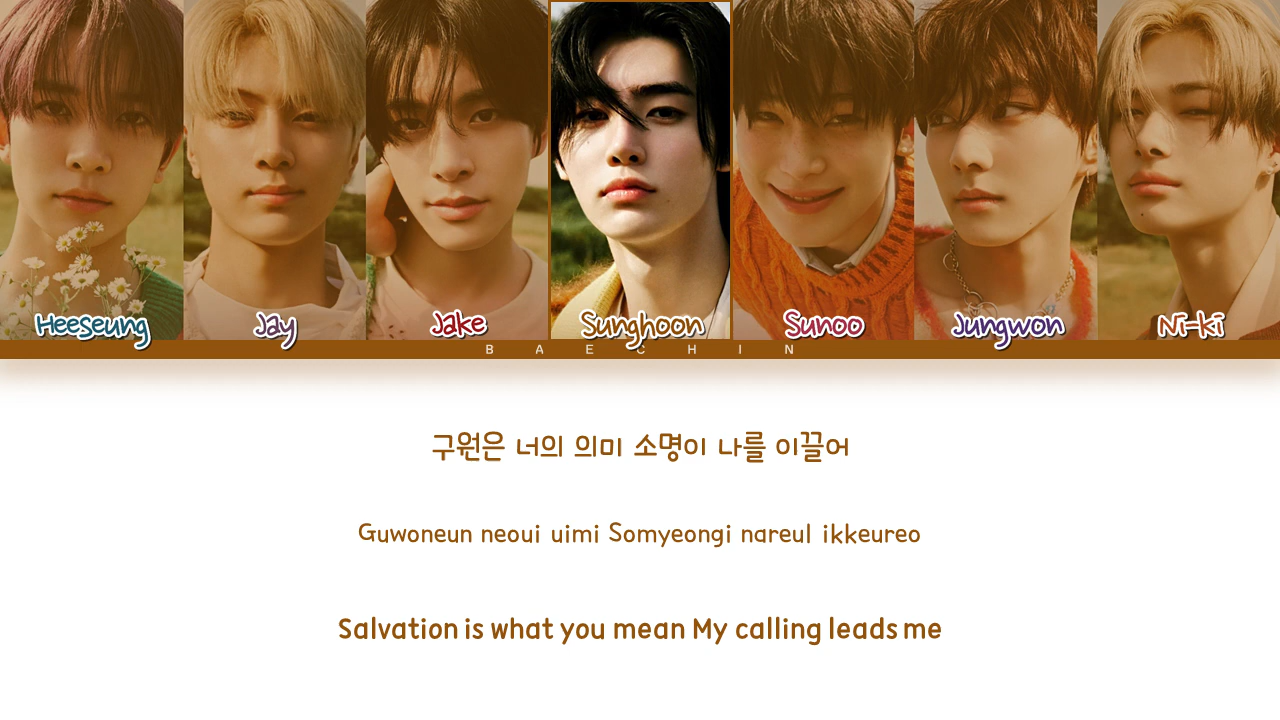 Heeseung Jay Jake Sunghoon Sunoo Jungwon Ni-ki
BAECHIN
구원은 너의 의미 소명이 나를 이끌어
Guwoneun neoui uimi Somyeongi nareul ikkeureo
Salvation is what you mean My calling leads me